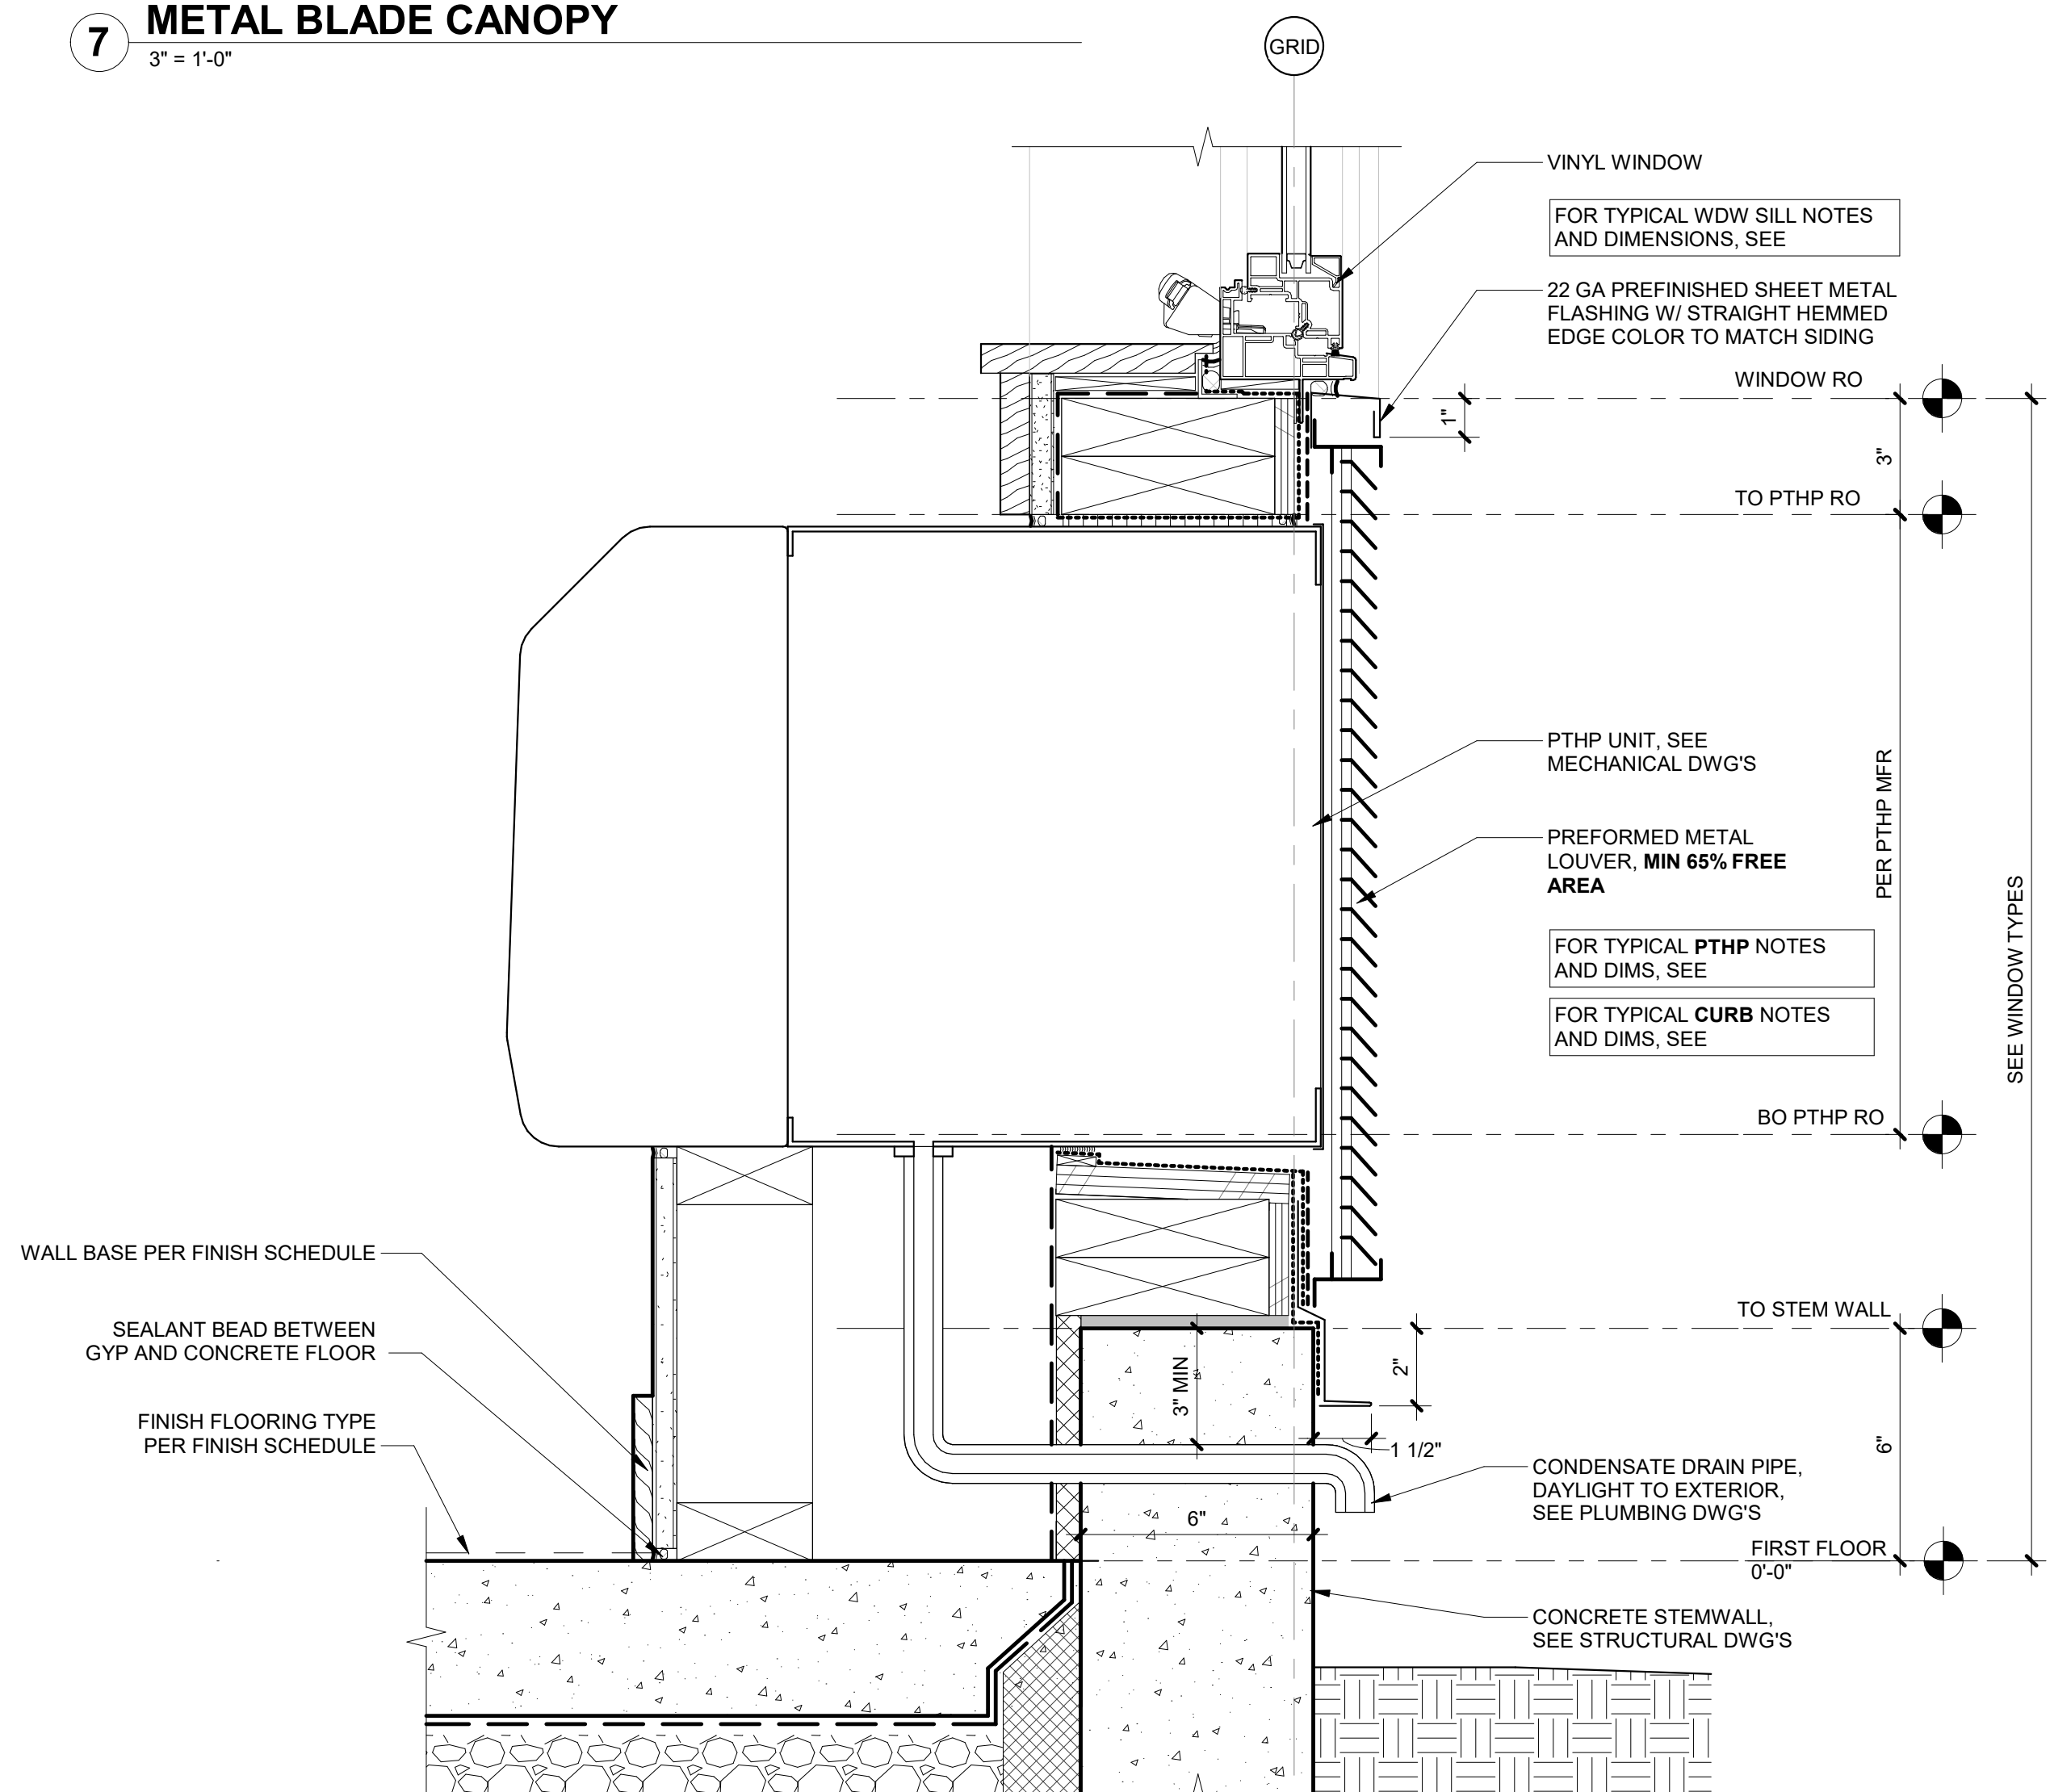 7
METAL BLADE CANOPY
3" = 1'-0"
GRID
VINYL WINDOW
FOR TYPICAL WDW SILL NOTES
AND DIMENSIONS, SEE
22 GA PREFINISHED SHEET METAL
FLASHING W/ STRAIGHT HEMMED
EDGE COLOR TO MATCH SIDING
WINDOW RO
1"
3"
TO PTHP RO
PTHP UNIT, SEE
MECHANICAL DWG'S
PER PTHP MFR
PREFORMED METAL
LOUVER, MIN 65% FREE
AREA
SEE WINDOW TYPES
FOR TYPICAL PTHP NOTES
AND DIMS, SEE
FOR TYPICAL CURB NOTES
AND DIMS, SEE
BO PTHP RO
WALL BASE PER FINISH SCHEDULE
TO STEM WALL
SEALANT BEAD BETWEEN
GYP AND CONCRETE FLOOR
3" MIN
2"
FINISH FLOORING TYPE
PER FINISH SCHEDULE
1 1/2"
6"
CONDENSATE DRAIN PIPE,
DAYLIGHT TO EXTERIOR,
SEE PLUMBING DWG'S
6"
FIRST FLOOR
0'-0"
CONCRETE STEMWALL,
SEE STRUCTURAL DWG'S